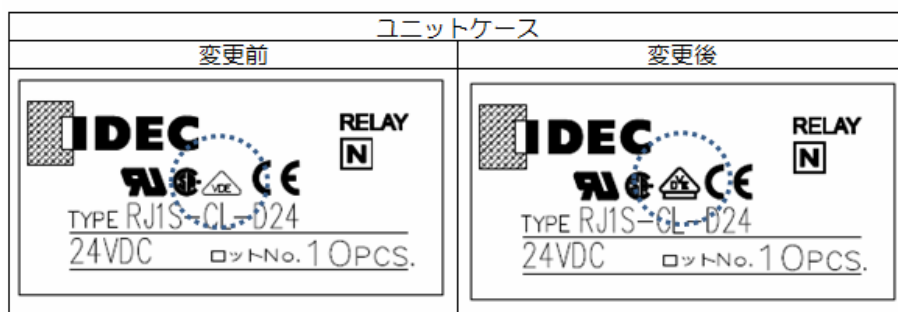 ユニットケース
変更前
変更後
IDEC
RELAY
N
VDE CE
TYPE RJ1S-CL-D24
24VDC ロットNo. 10PCS.
IDEC
RELAY
N
VDE CE
TYPE RJ1S-CL-D24
24VDC ロットNo. 10PCS.